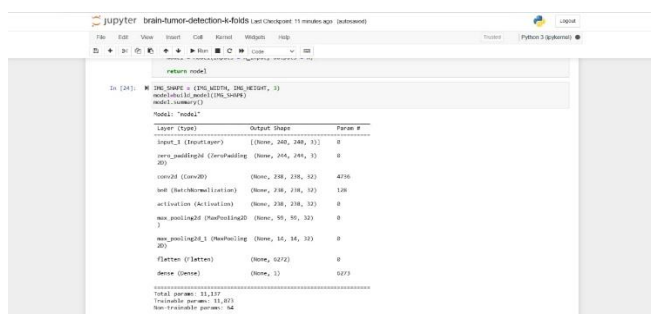 jupyter brain-tumor-detection-k-folds Last Checkpoint: 11 minutes ago (autosaved)
Logout
File Edit View Insert Cell Kernel Widgets Help
Trusted Python 3 (ipykernel)
Run Code
return model
In [24]: IMG_SHAPE = (IMG_WIDTH, IMG_HEIGHT, 3)
model=build_model(IMG_SHAPE)
model.summary()
Model: "model"
Layer (type) Output Shape Param #
input_1 (InputLayer) [(None, 240, 240, 3)] 0
zero_padding2d (ZeroPadding (None, 244, 244, 3) 0
2D)
conv2d (Conv2D) (None, 238, 238, 32) 4736
bn0 (BatchNormalization) (None, 238, 238, 32) 128
activation (Activation) (None, 238, 238, 32) 0
max_pooling2d (MaxPooling2D (None, 59, 59, 32) 0
)
max_pooling2d_1 (MaxPooling (None, 14, 14, 32) 0
2D)
flatten (Flatten) (None, 6272) 0
dense (Dense) (None, 1) 6273
Total params: 11,137
Trainable params: 11,073
Non-trainable params: 64